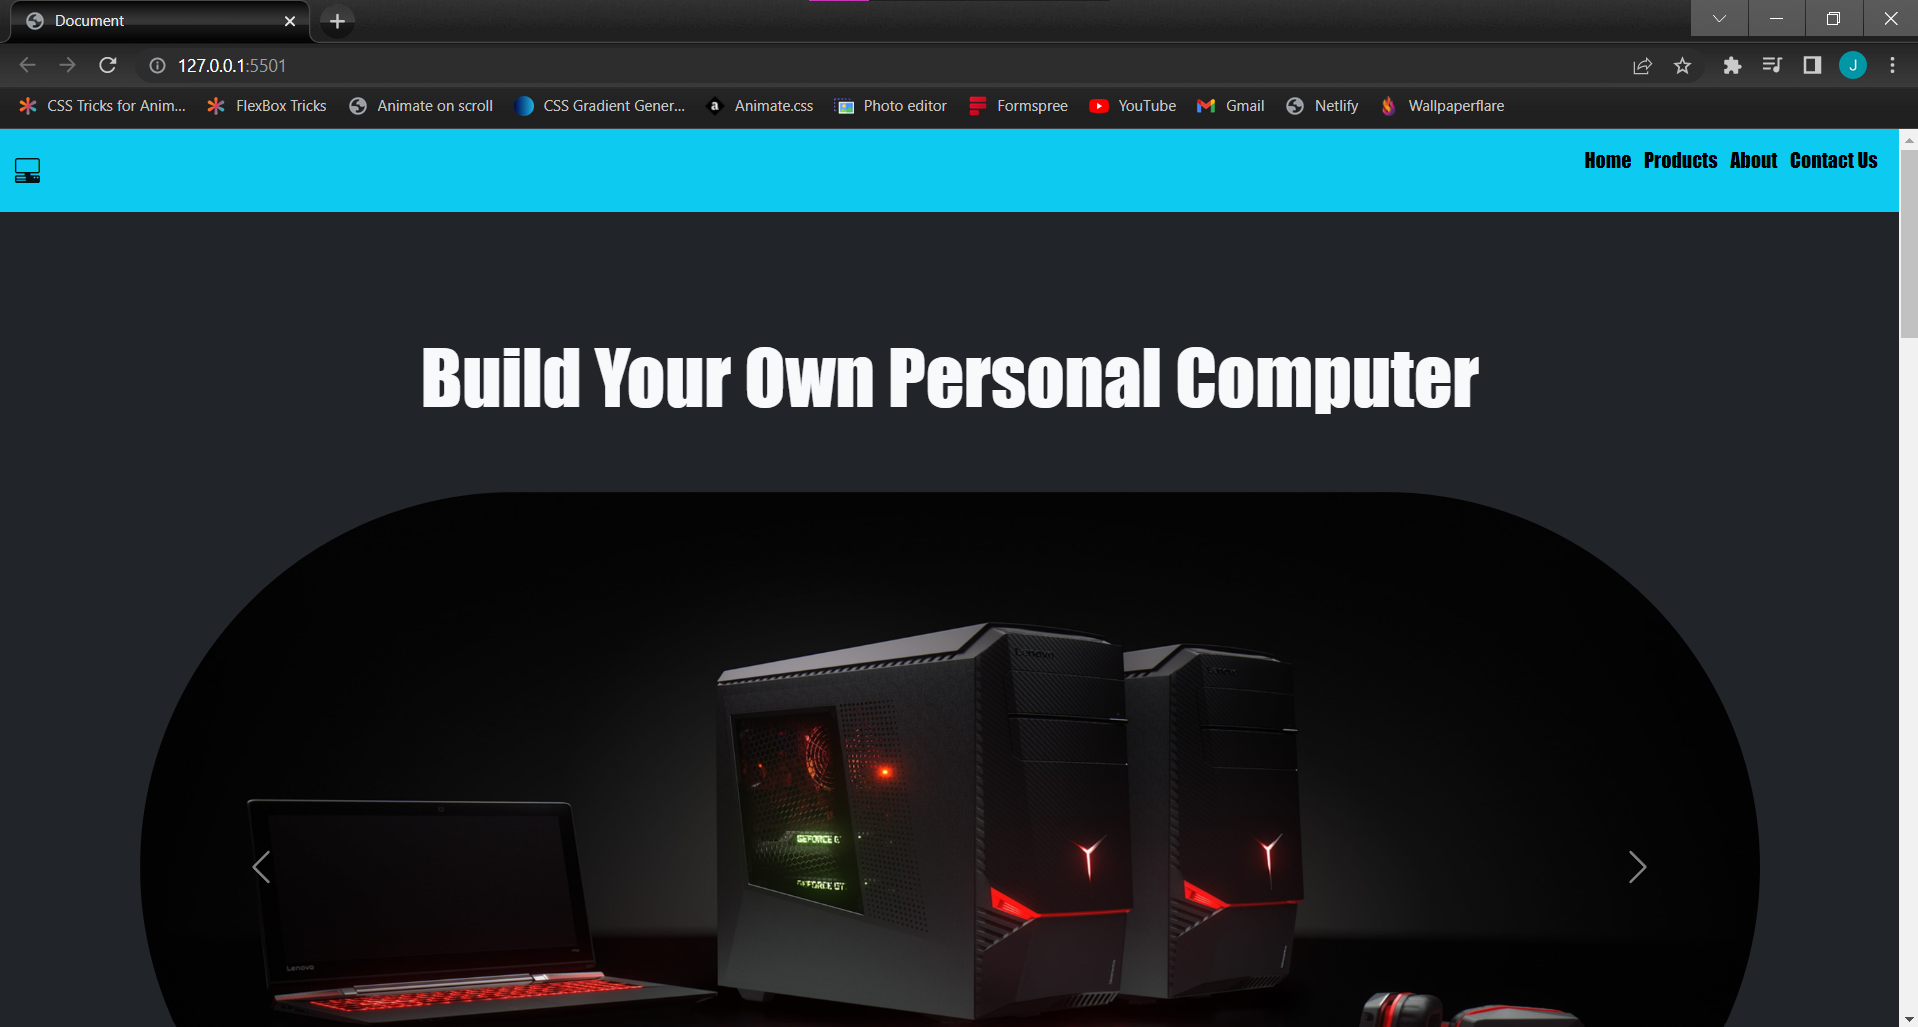 Document
127.0.0.1:5501
J
CSS Tricks for Anim...
FlexBox Tricks
Animate on scroll
CSS Gradient Gener...
a
Animate.css
Photo editor
Formspree
YouTube
Gmail
Netlify
Wallpaperflare
Home Products About Contact Us
Build Your Own Personal Computer
Lenovo
GEFORCE GT
Lenovo